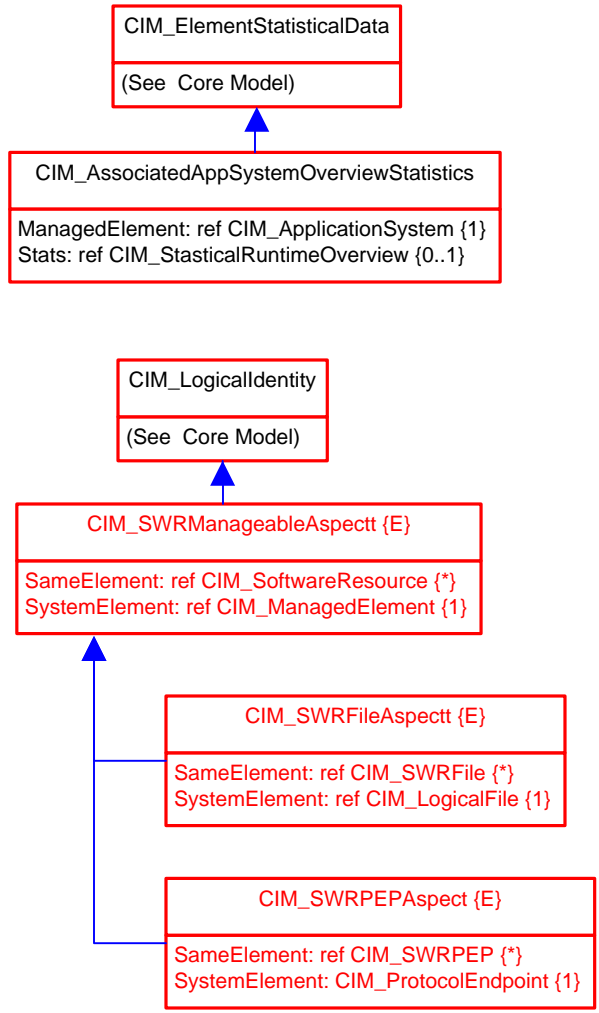 CIM_ElementStatisticalData
(See Core Model)
CIM_AssociatedAppSystemOverviewStatistics
ManagedElement: ref CIM_ApplicationSystem {1}
Stats: ref CIM_StasticalRuntimeOverview {0..1}
CIM_LogicalIdentity
(See Core Model)
CIM_SWRManageableAspectt {E}
SameElement: ref CIM_SoftwareResource {*}
SystemElement: ref CIM_ManagedElement {1}
CIM_SWRFileAspectt {E}
SameElement: ref CIM_SWRFile {*}
SystemElement: ref CIM_LogicalFile {1}
CIM_SWRPEPAspect {E}
SameElement: ref CIM_SWRPEP {*}
SystemElement: CIM_ProtocolEndpoint {1}